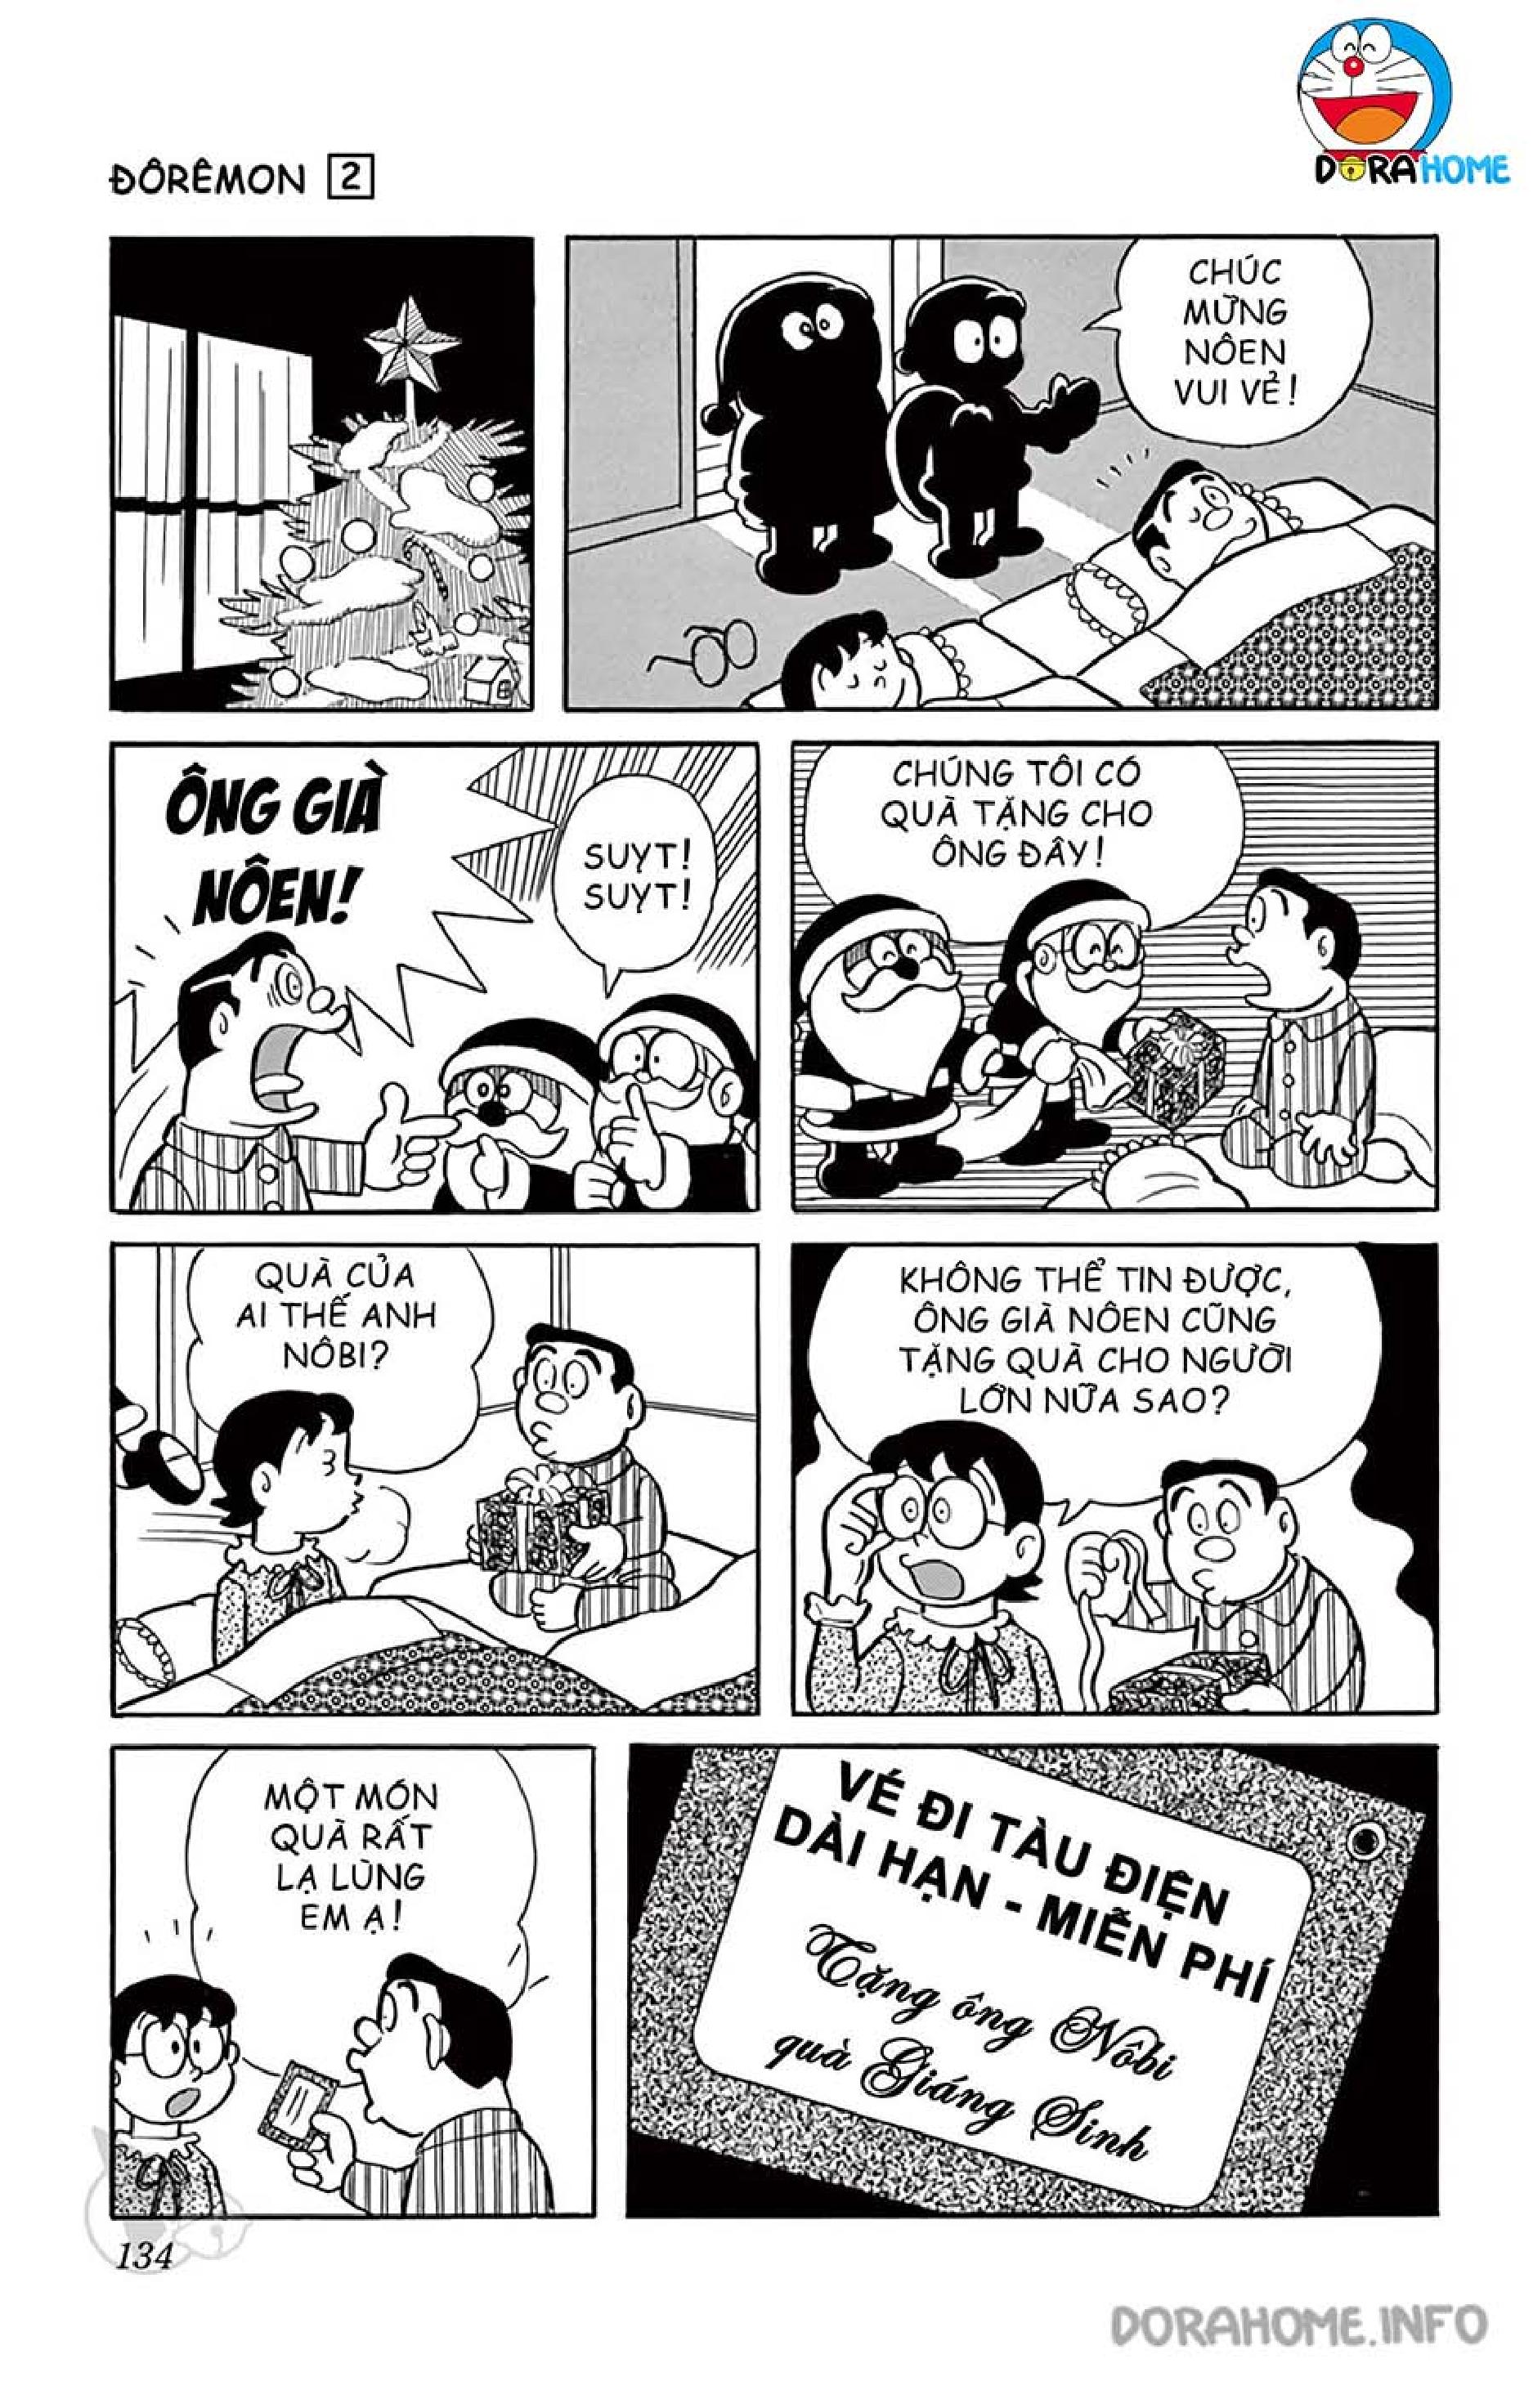 DORAHOME
ĐÔRÊMON 2
CHÚC
MỪNG
NÔEN
VUI VẺ!
ÔNG GIÀ
NÔEN!
SUỴT!
SUỴT!
CHÚNG TÔI CÓ
QUÀ TẶNG CHO
ÔNG ĐÂY!
QUÀ CỦA
AI THẾ ANH
NÔBI?
KHÔNG THỂ TIN ĐƯỢC,
ÔNG GIÀ NÔEN CŨNG
TẶNG QUÀ CHO NGƯỜI
LỚN NỮA SAO?
MỘT MÓN
QUÀ RẤT
LẠ LÙNG
EM Ạ!
VÉ ĐI TÀU ĐIỆN
DÀI HẠN - MIỄN PHÍ
Tặng ông Nôbi
quà Giáng Sinh
134
DORAHOME.INFO